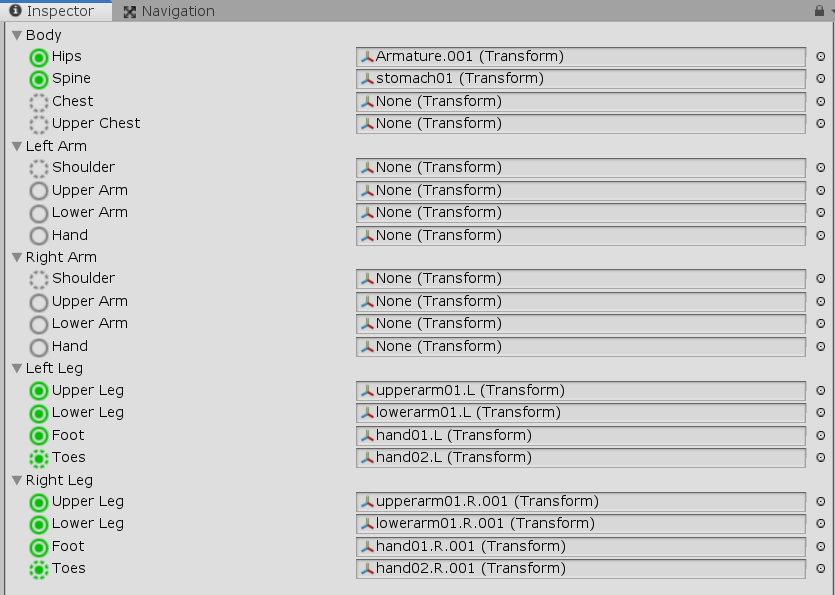 Inspector Navigation
Body
Hips Armature.001 (Transform)
Spine stomach01 (Transform)
Chest None (Transform)
Upper Chest None (Transform)
Left Arm
Shoulder None (Transform)
Upper Arm None (Transform)
Lower Arm None (Transform)
Hand None (Transform)
Right Arm
Shoulder None (Transform)
Upper Arm None (Transform)
Lower Arm None (Transform)
Hand None (Transform)
Left Leg
Upper Leg upperarm01.L (Transform)
Lower Leg lowerarm01.L (Transform)
Foot hand01.L (Transform)
Toes hand02.L (Transform)
Right Leg
Upper Leg upperarm01.R.001 (Transform)
Lower Leg lowerarm01.R.001 (Transform)
Foot hand01.R.001 (Transform)
Toes hand02.R.001 (Transform)